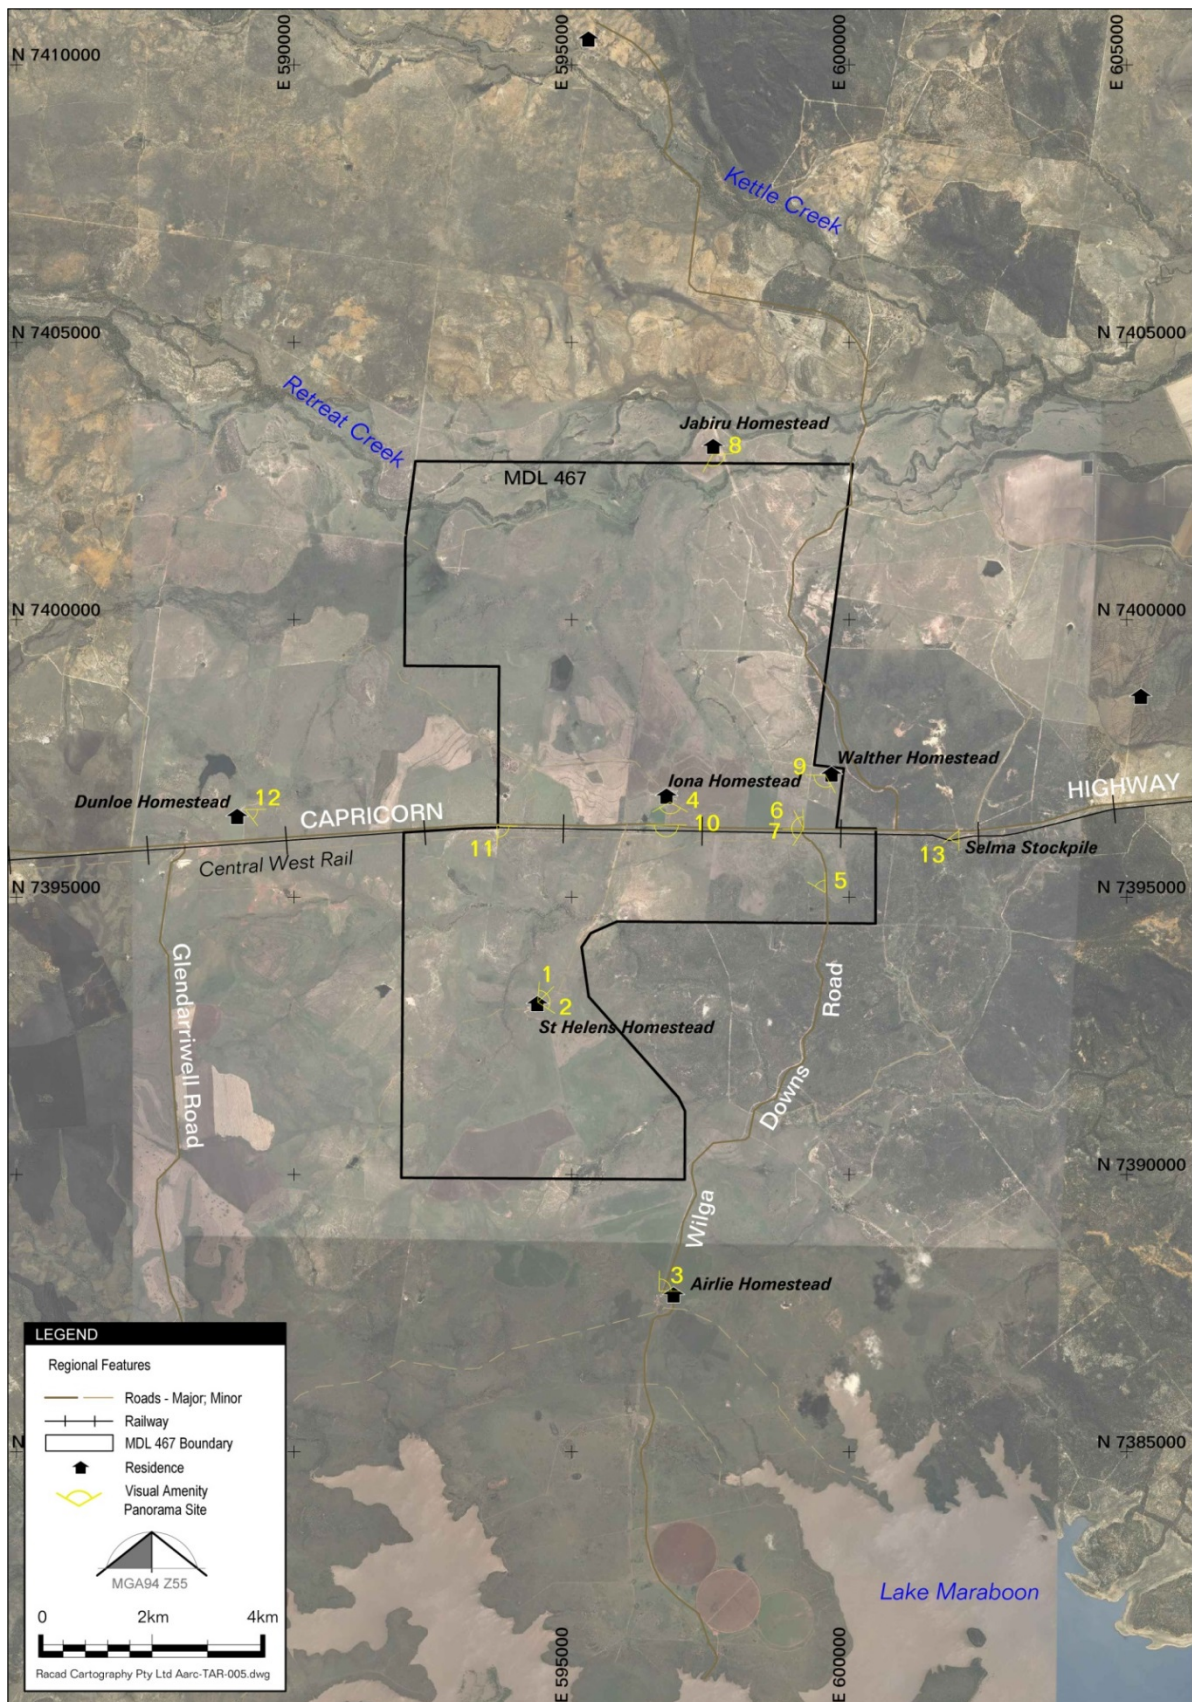 N 7410000
E 590000
E 595000
E 600000
E 605000
Kettle Creek
N 7405000
N 7405000
Retreat Creek
Jabiru Homestead
8
MDL 467
N 7400000
N 7400000
Walther Homestead
9
Iona Homestead
HIGHWAY
Dunloe Homestead
12
CAPRICORN
4
6
10
7
11
13
Selma Stockpile
Central West Rail
N 7395000
N 7395000
5
Glendarriwell Road
1
2
St Helens Homestead
Road
Downs
N 7390000
N 7390000
Wilga
3
Airlie Homestead
LEGEND
Regional Features
Roads - Major; Minor
Railway
MDL 467 Boundary
Residence
Visual Amenity
Panorama Site
MGA94 Z55
0 2km 4km
Racad Cartography Pty Ltd Aarc-TAR-005.dwg
N
N 7385000
Lake Maraboon
E 595000
E 600000